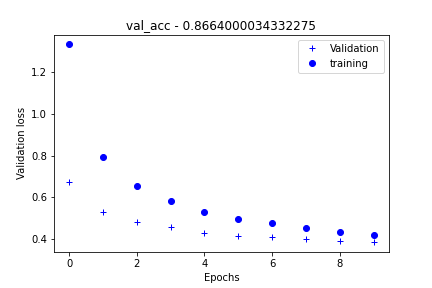 val_acc - 0.8664000034332275
Validation
training
Validation loss
1.2
1.0
0.8
0.6
0.4
0 2 4 6 8
Epochs